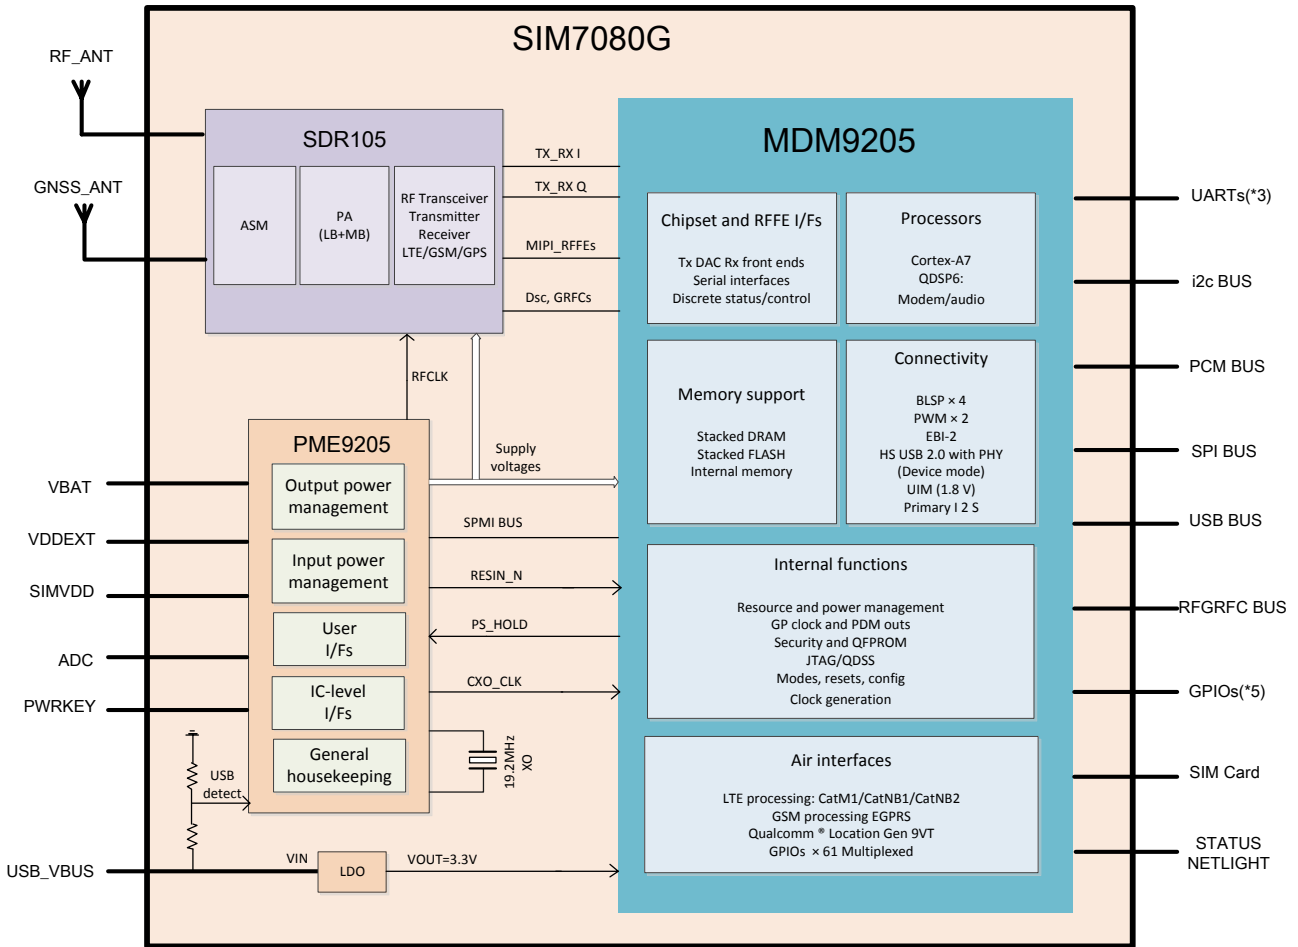 SIM7080G
RF_ANT
GNSS_ANT
SDR105
ASM
PA
(LB+MB)
RF Transceiver
Transmitter
Receiver
LTE/GSM/GPS
TX_RX I
TX_RX Q
MIPI_RFFEs
Dsc, GRFCs
RFCLK
MDM9205
Chipset and RFFE I/Fs
Tx DAC Rx front ends
Serial interfaces
Discrete status/control
Processors
Cortex-A7
QDSP6:
Modem/audio
Memory support
Stacked DRAM
Stacked FLASH
Internal memory
Connectivity
BLSP × 4
PWM × 2
EBI-2
HS USB 2.0 with PHY
(Device mode)
UIM (1.8 V)
Primary I 2 S
Internal functions
Resource and power management
GP clock and PDM outs
Security and QFPROM
JTAG/QDSS
Modes, resets, config
Clock generation
Air interfaces
LTE processing: CatM1/CatNB1/CatNB2
GSM processing EGPRS
Qualcomm ® Location Gen 9VT
GPIOs × 61 Multiplexed
PME9205
Output power
management
Input power
management
User
I/Fs
IC-level
I/Fs
General
housekeeping
Supply
voltages
SPMI BUS
RESIN_N
PS_HOLD
CXO_CLK
19.2MHz
XO
USB
detect
VIN
LDO
VOUT=3.3V
VBAT
VDDEXT
SIMVDD
ADC
PWRKEY
USB_VBUS
UARTs(*3)
i2c BUS
PCM BUS
SPI BUS
USB BUS
RFGRFC BUS
GPIOs(*5)
SIM Card
STATUS
NETLIGHT